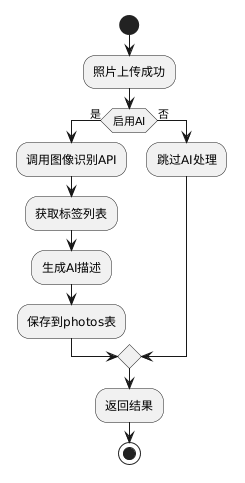 照片上传成功
启用AI
是
否
调用图像识别API
跳过AI处理
获取标签列表
生成AI描述
保存到photos表
返回结果